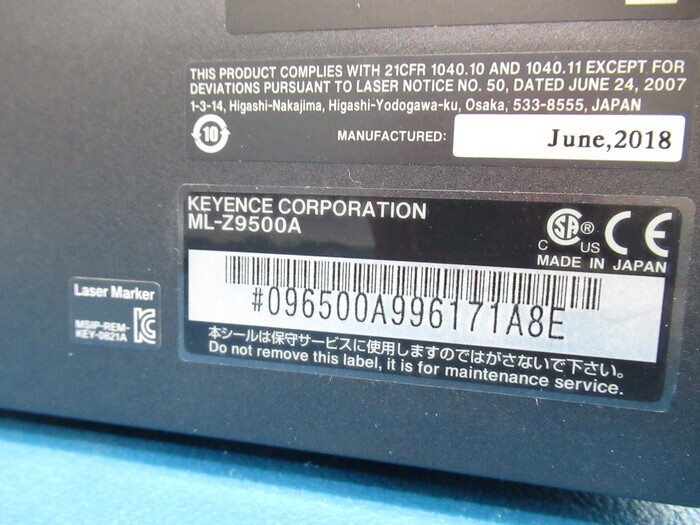 THIS PRODUCT COMPLIES WITH 21CFR 1040.10 AND 1040.11 EXCEPT FOR
DEVIATIONS PURSUANT TO LASER NOTICE NO. 50, DATED JUNE 24, 2007
1-3-14, Higashi-Nakajima, Higashi-Yodogawa-ku, Osaka, 533-8555, JAPAN
10
MANUFACTURED: June,2018
KEYENCE CORPORATION
ML-Z9500A
C SA ® US CE
MADE IN JAPAN
#096500A996171A8E
本シールは保守サービスに使用しますのではがさないで下さい。
Do not remove this label, it is for maintenance service.
Laser Marker
MSIP-REM-
KEY-0821A